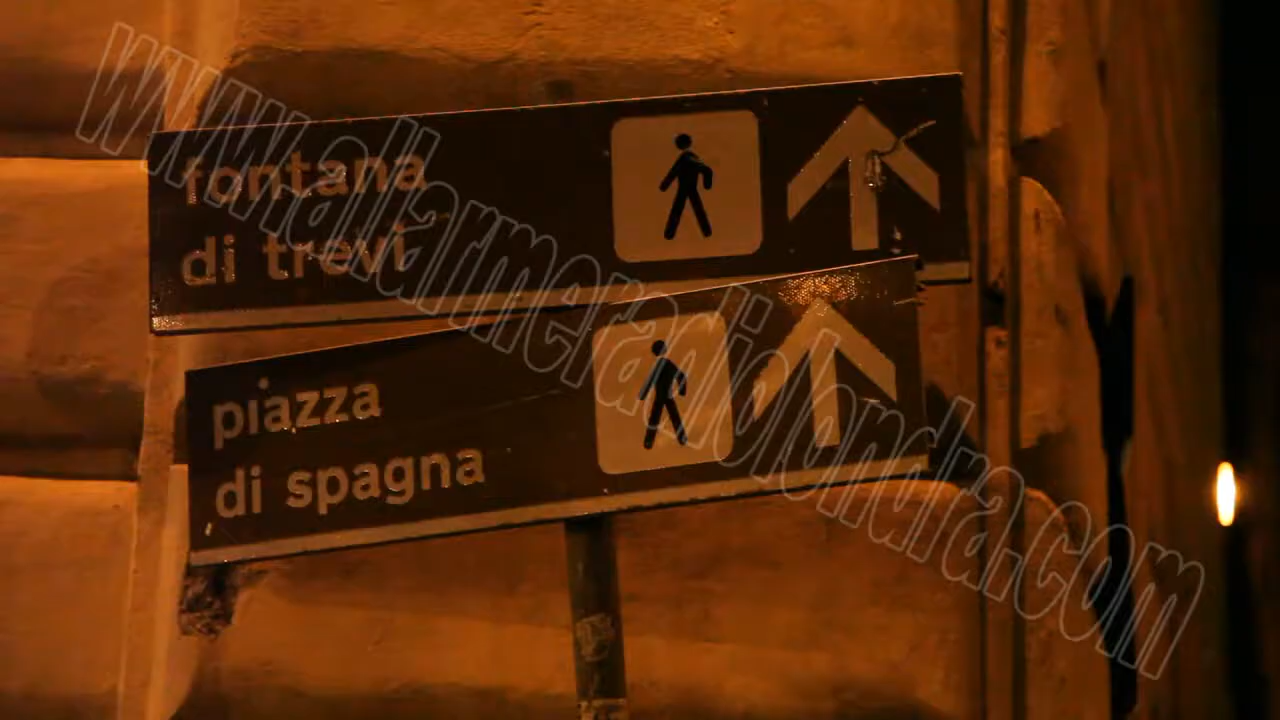 fontana
di trevi
piazza
di spagna
www.allarmeradiolondra.com